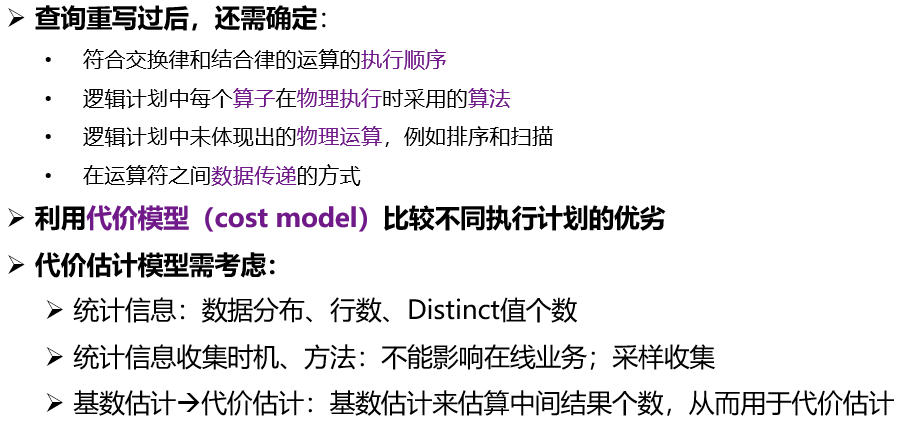 ➢ 查询重写过后，还需确定：
• 符合交换律和结合律的运算的执行顺序
• 逻辑计划中每个算子在物理执行时采用的算法
• 逻辑计划中未体现出的物理运算，例如排序和扫描
• 在运算符之间数据传递的方式
➢ 利用代价模型（cost model）比较不同执行计划的优劣
➢ 代价估计模型需考虑：
➢ 统计信息：数据分布、行数、Distinct值个数
➢ 统计信息收集时机、方法：不能影响在线业务；采样收集
➢ 基数估计→代价估计：基数估计来估算中间结果个数，从而用于代价估计